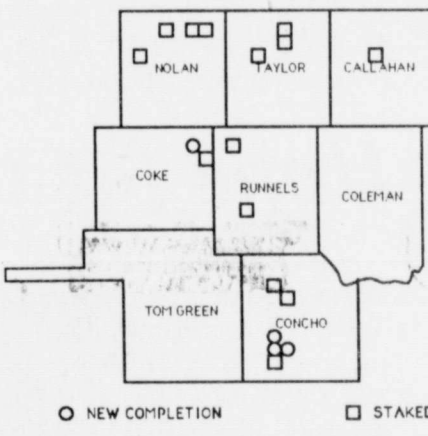 NOLAN TAYLOR CALLAHAN
COKE RUNNELS COLEMAN
TOM GREEN CONCHO
NEW COMPLETION STAKED